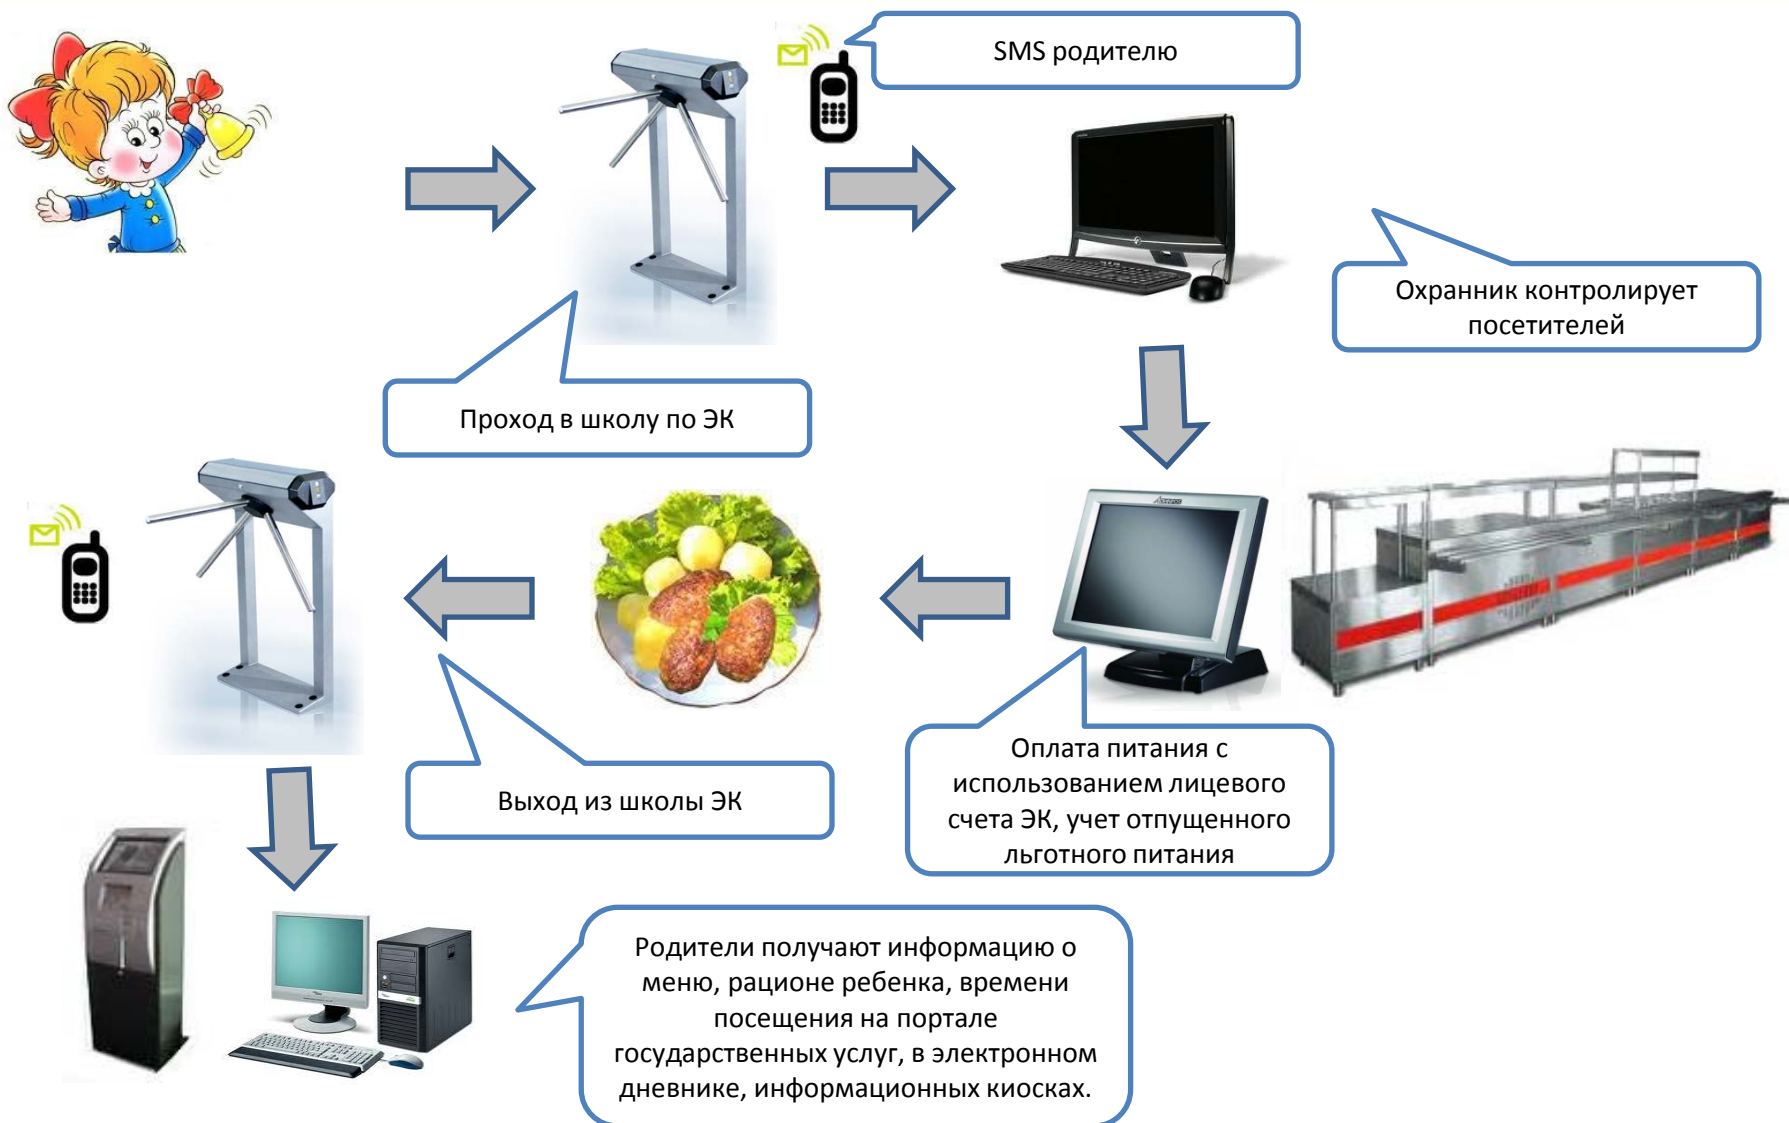 SMS родителю
Охранник контролирует
посетителей
Проход в школу по ЭК
Выход из школы ЭК
Оплата питания с
использованием лицевого
счета ЭК, учет отпущенного
льготного питания
Родители получают информацию о
меню, рационе ребенка, времени
посещения на портале
государственных услуг, в электронном
дневнике, информационных киосках.